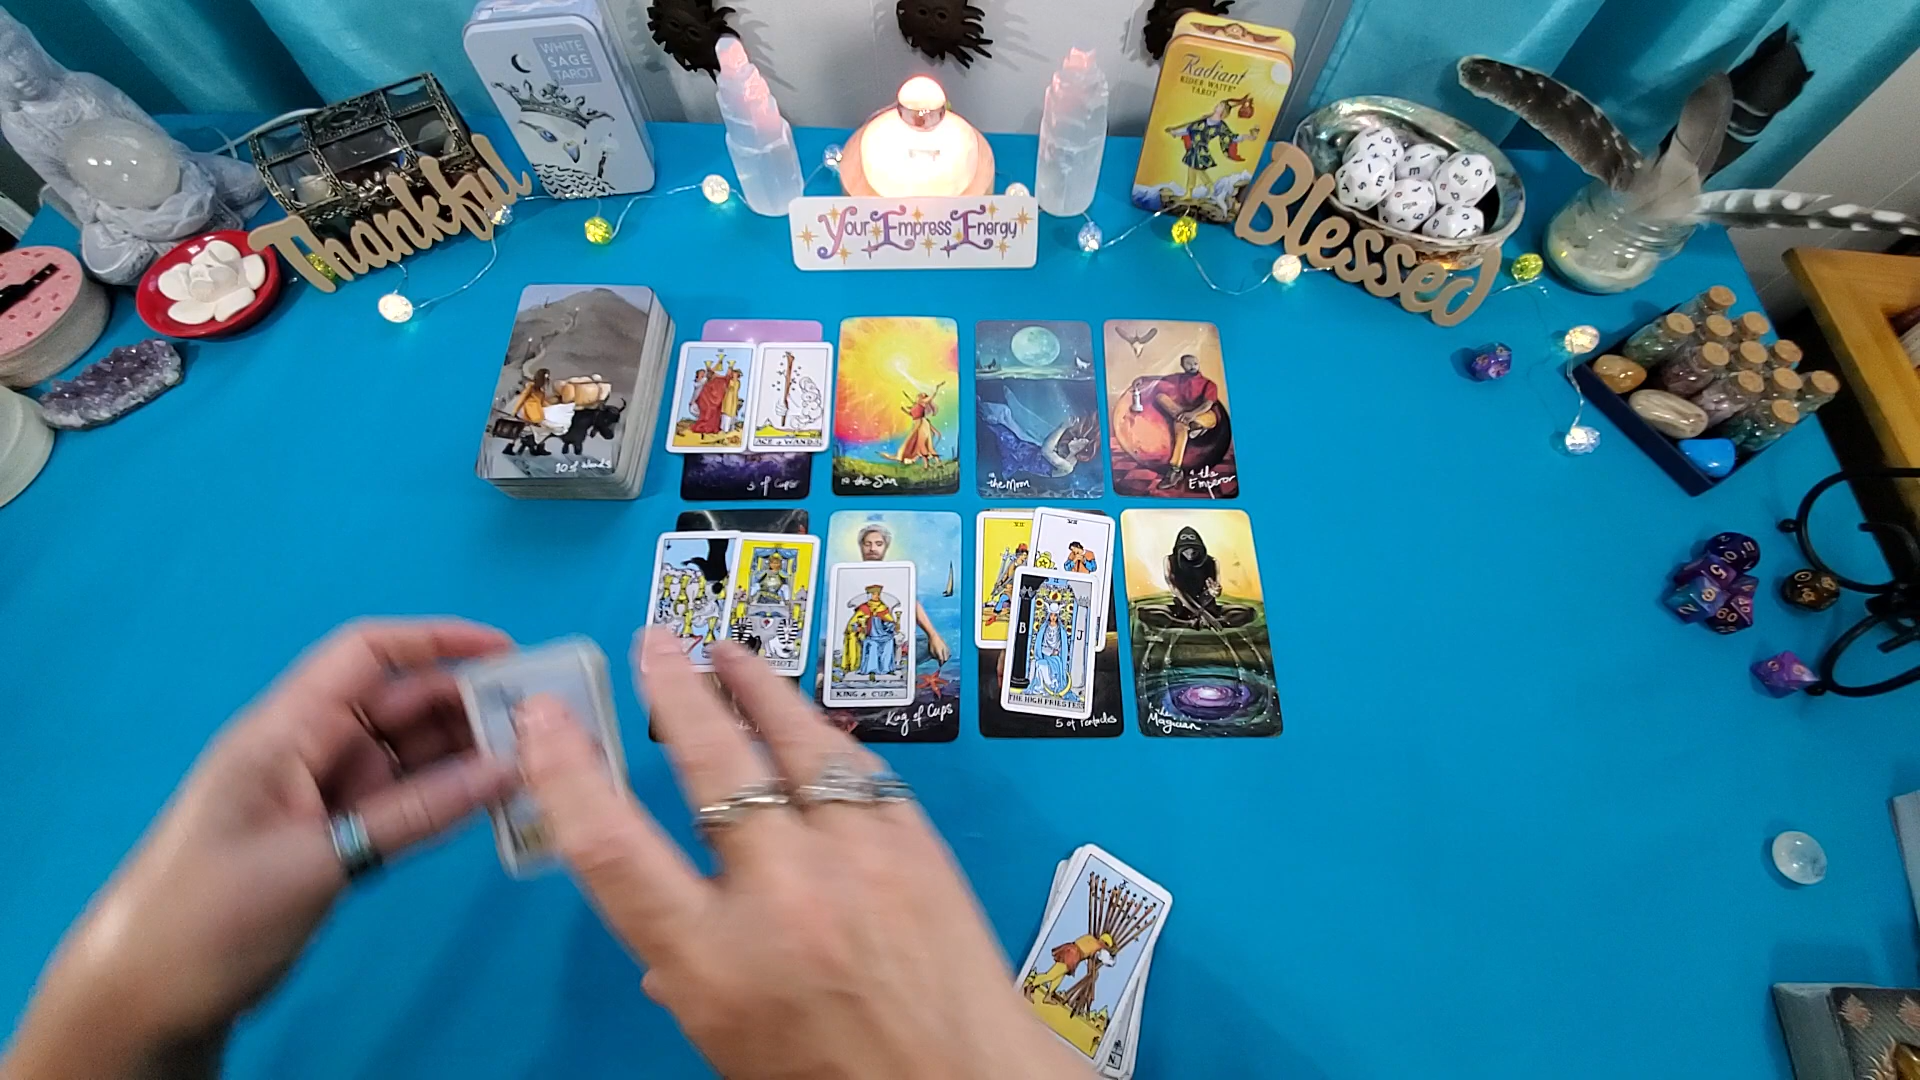 WHITE
SAGE
TAROT
Radiant
RIDER-WAITE
TAROT
Thankful
Blessed
Your Empress Energy
10 of Wands
ACE of WANDS.
3 of Cups
the Sun
the Moon
the
Emperor
VII
B J
KING of CUPS.
THE HIGH PRIESTESS
King of Cups
5 of Pentacles
the
Magician
X